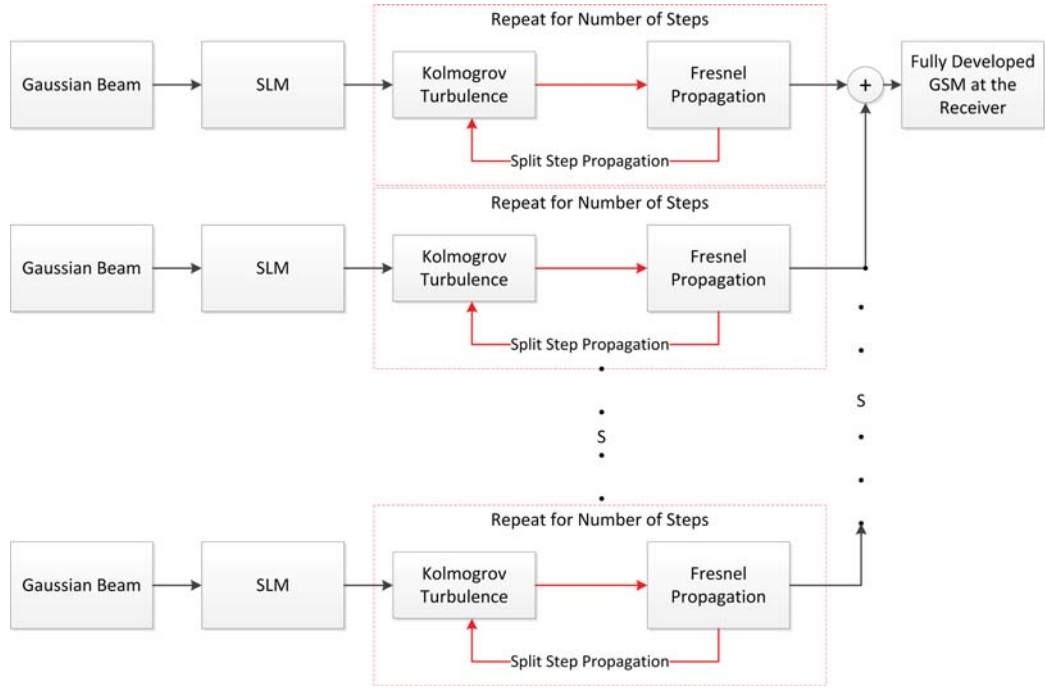 Repeat for Number of Steps
Gaussian Beam
SLM
Kolmogrov
Turbulence
Fresnel
Propagation
+
Fully Developed
GSM at the
Receiver
Split Step Propagation
Repeat for Number of Steps
Gaussian Beam
SLM
Kolmogrov
Turbulence
Fresnel
Propagation
Split Step Propagation
S
S
Repeat for Number of Steps
Gaussian Beam
SLM
Kolmogrov
Turbulence
Fresnel
Propagation
Split Step Propagation